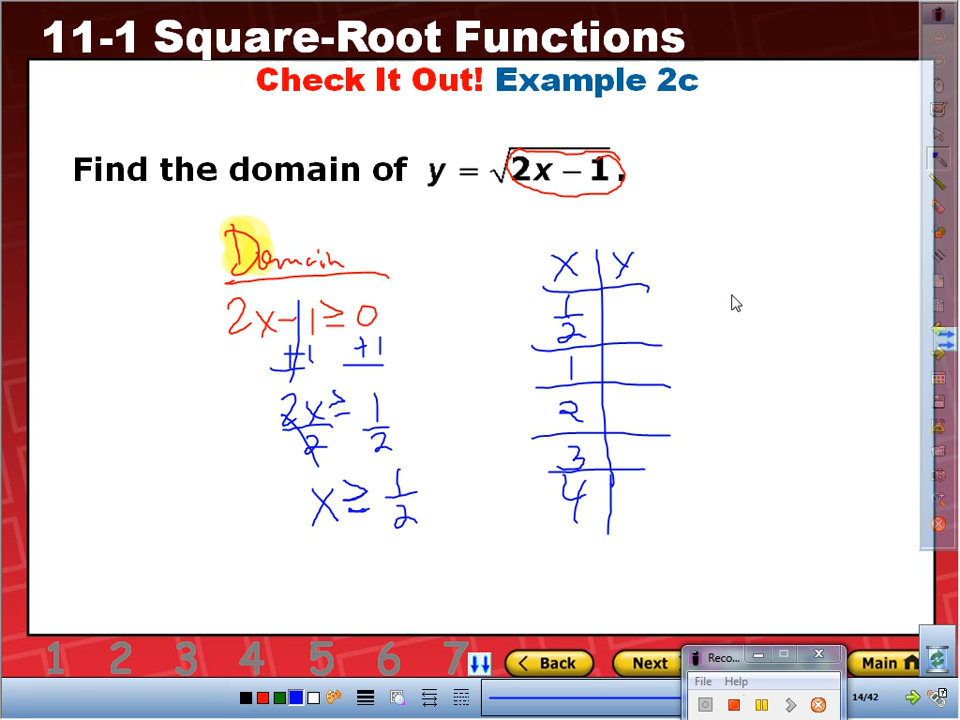 11-1 Square-Root Functions
Check It Out! Example 2c
Find the domain of y = √2x − 1.
Domain
2x-1≥0
+1 +1
2x≥ 1
2 2
x≥ 1/2
X Y
1/2
1
2
3
4
1 2 3 4 5 6 7
Back
Next
Main
Reco...
File Help
14/42